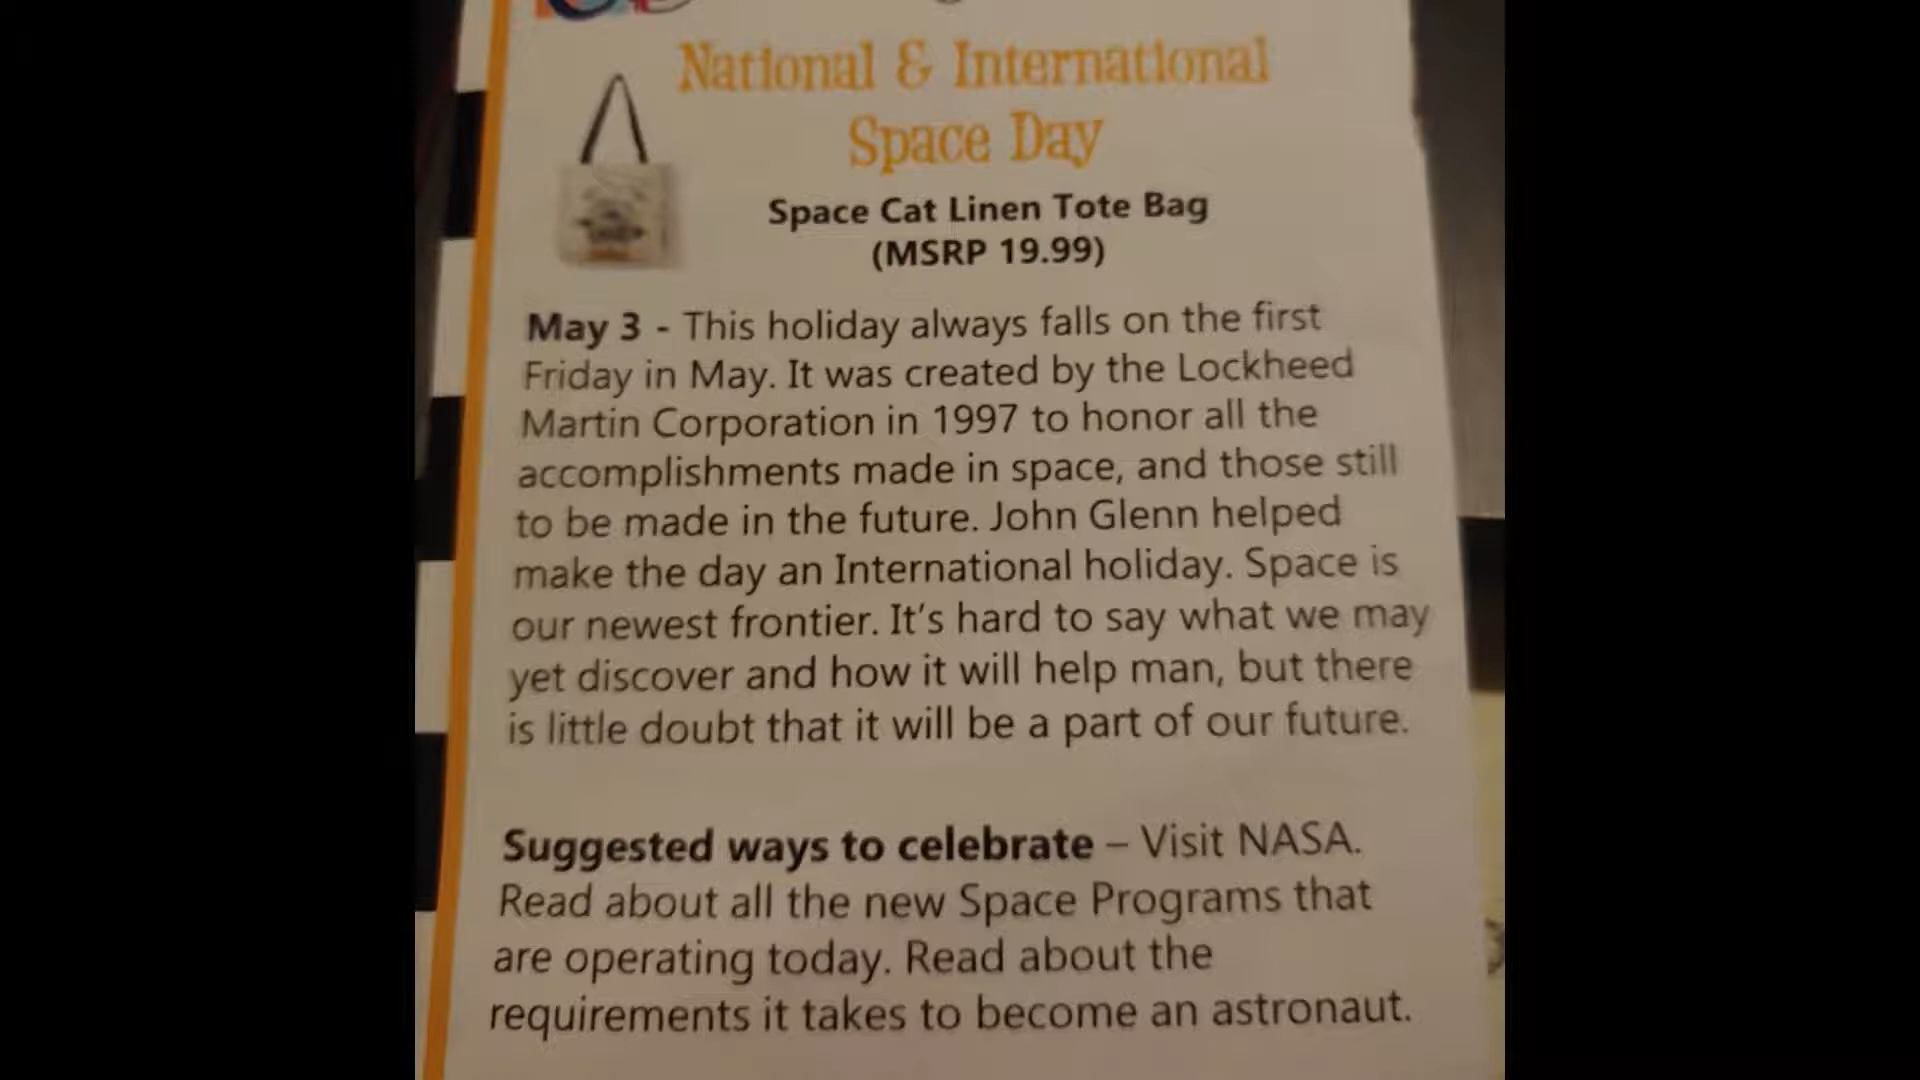 National & International
Space Day
Space Cat Linen Tote Bag
(MSRP 19.99)
May 3 - This holiday always falls on the first
Friday in May. It was created by the Lockheed
Martin Corporation in 1997 to honor all the
accomplishments made in space, and those still
to be made in the future. John Glenn helped
make the day an International holiday. Space is
our newest frontier. It's hard to say what we may
yet discover and how it will help man, but there
is little doubt that it will be a part of our future.
Suggested ways to celebrate – Visit NASA.
Read about all the new Space Programs that
are operating today. Read about the
requirements it takes to become an astronaut.